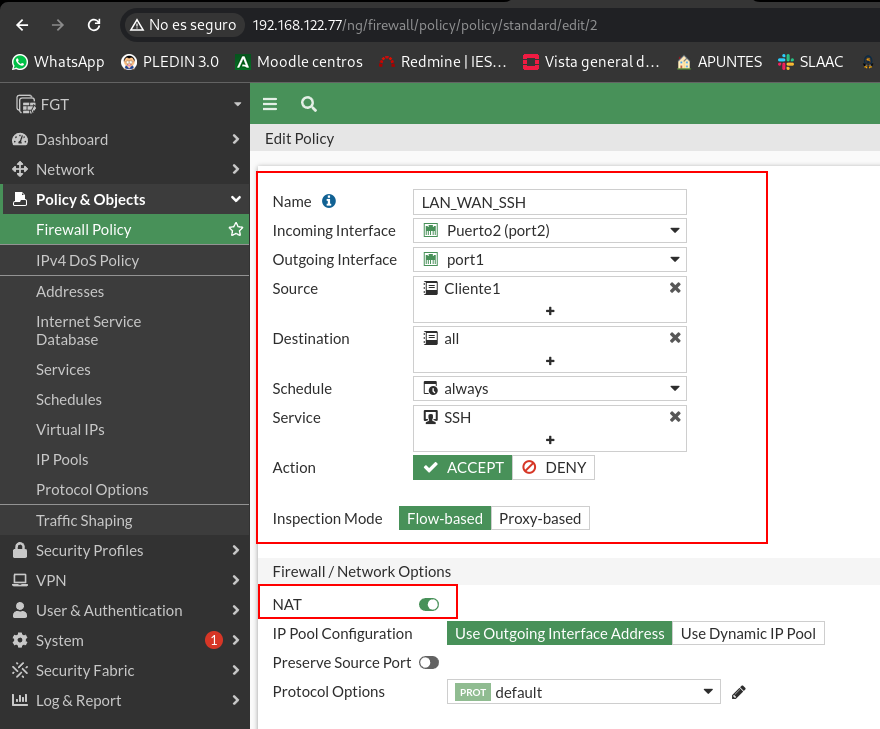 No es seguro 192.168.122.77/ng/firewall/policy/policy/standard/edit/2
WhatsApp PLEDIN 3.0 Moodle centros Redmine | IES… Vista general d… APUNTES SLAAC
FGT
Dashboard
Network
Policy & Objects
Firewall Policy
IPv4 DoS Policy
Addresses
Internet Service
Database
Services
Schedules
Virtual IPs
IP Pools
Protocol Options
Traffic Shaping
Security Profiles
VPN
User & Authentication
System 1
Security Fabric
Log & Report
Edit Policy
Name LAN_WAN_SSH
Incoming Interface Puerto2 (port2)
Outgoing Interface port1
Source Cliente1
+
Destination all
+
Schedule always
Service SSH
+
Action ACCEPT DENY
Inspection Mode Flow-based Proxy-based
Firewall / Network Options
NAT
IP Pool Configuration Use Outgoing Interface Address Use Dynamic IP Pool
Preserve Source Port
Protocol Options PROT default